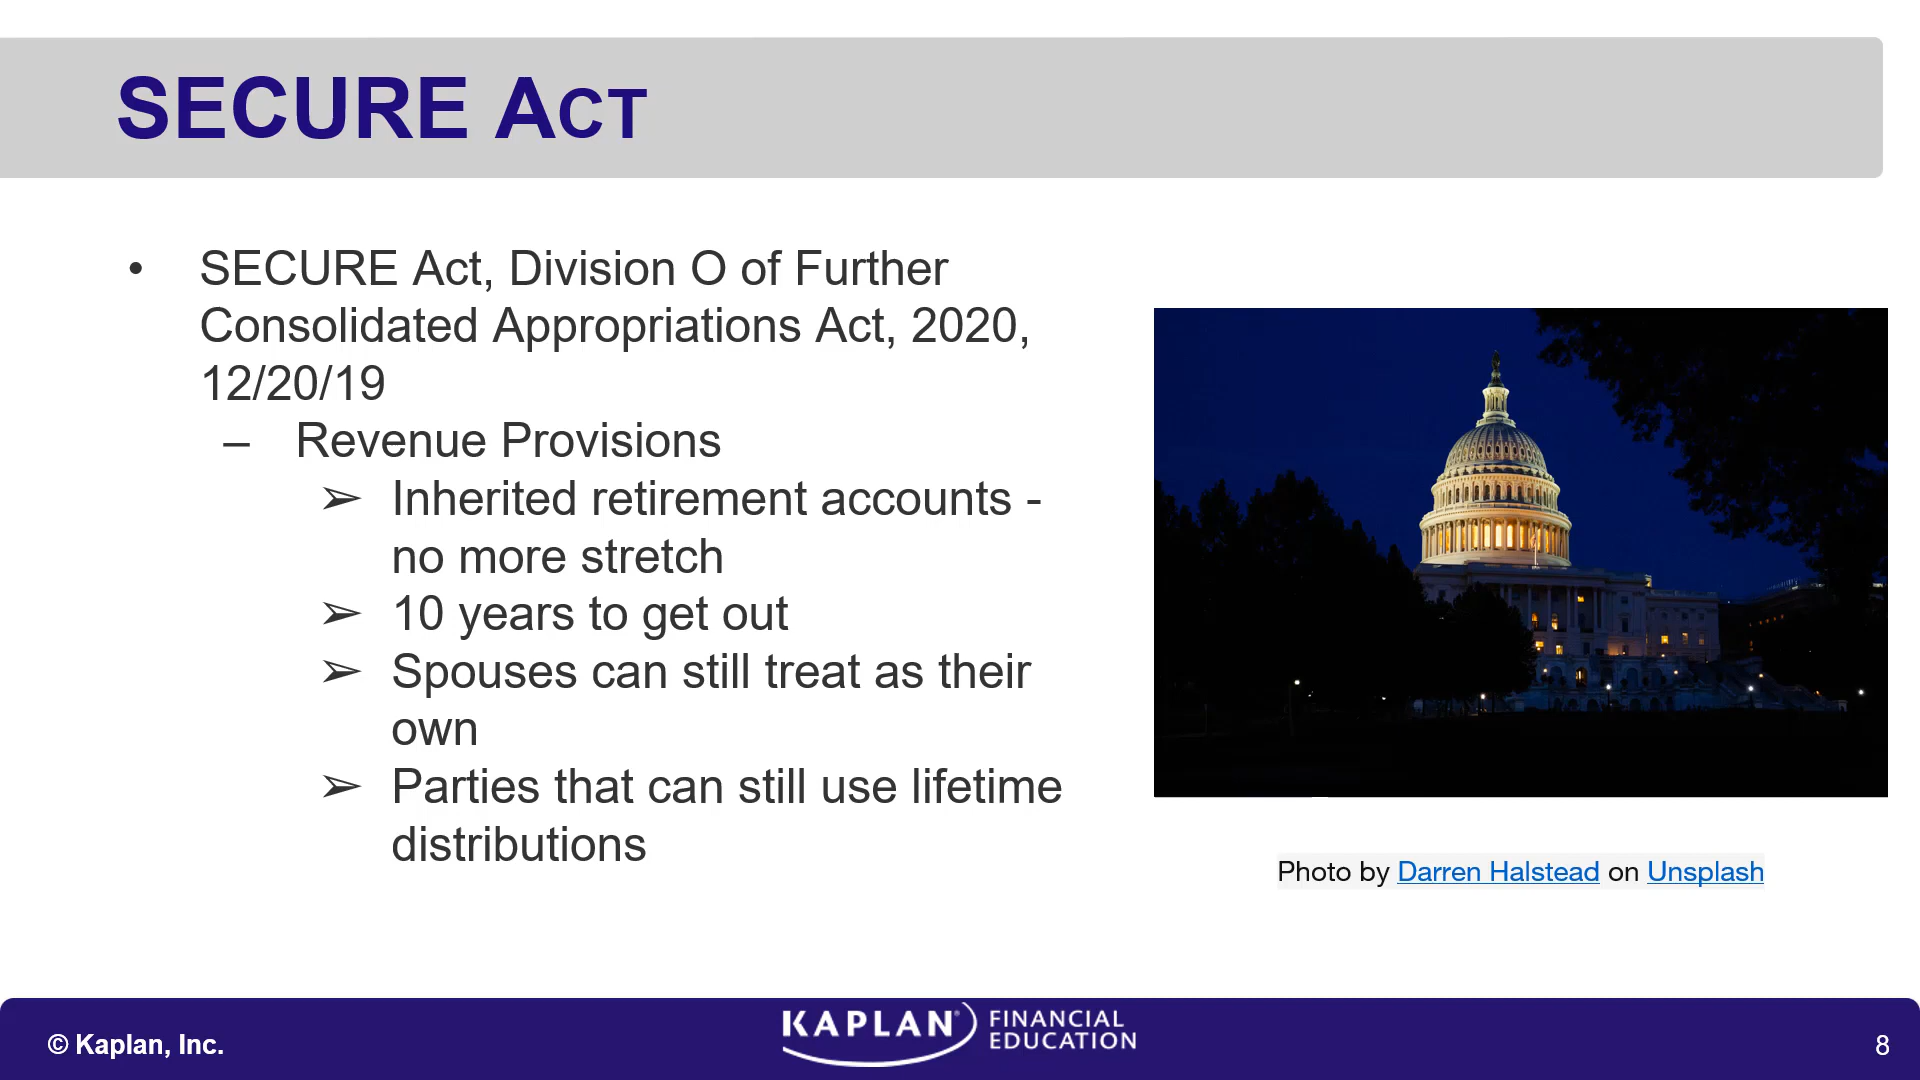 SECURE ACT
• SECURE Act, Division O of Further
Consolidated Appropriations Act, 2020,
12/20/19
– Revenue Provisions
➢ Inherited retirement accounts -
no more stretch
➢ 10 years to get out
➢ Spouses can still treat as their
own
➢ Parties that can still use lifetime
distributions
Photo by Darren Halstead on Unsplash
© Kaplan, Inc.
KAPLAN® FINANCIAL
EDUCATION
8